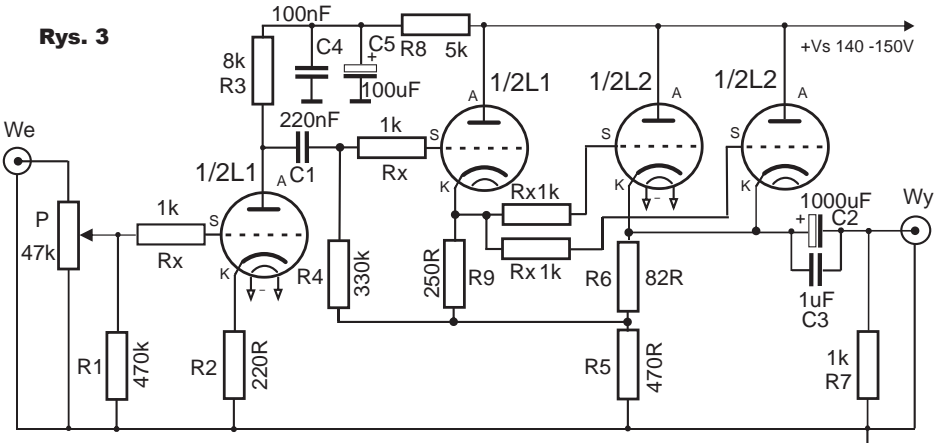 Rys. 3
100nF
C4
C5
+
100uF
R8
5k
+Vs 140 -150V
8k
R3
We
P
47k
1k
Rx
R1
470k
1/2L1
A
S
K
R2
220R
220nF
C1
R4
330k
1k
Rx
1/2L1
A
S
K
250R
R9
Rx1k
Rx1k
1/2L2
A
S
K
R6
82R
R5
470R
1/2L2
A
S
K
1000uF
+
C2
1uF
C3
Wy
1k
R7